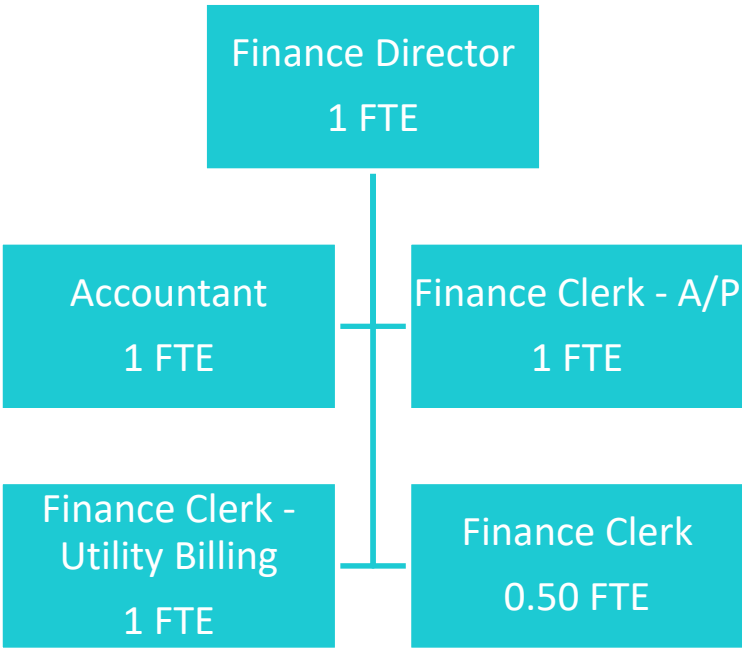 Finance Director
1 FTE
Accountant
1 FTE
Finance Clerk - A/P
1 FTE
Finance Clerk -
Utility Billing
1 FTE
Finance Clerk
0.50 FTE